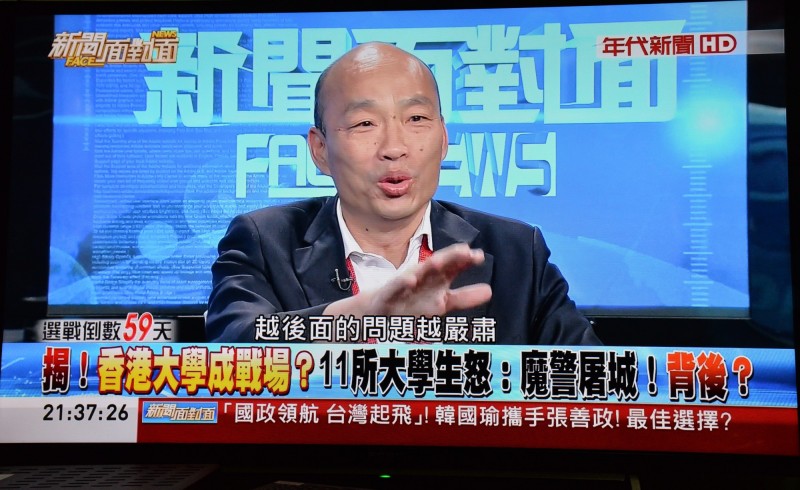 新聞面對面
NEWS
FACE
年代新聞 HD
新聞面對面
FACE NEWS
選戰倒數59天
越後面的問題越嚴肅
揭！香港大學成戰場？11所大學生怒：魔警屠城！背後？
21:37:26
新聞面對面
「國政領航 台灣起飛」! 韓國瑜攜手張善政! 最佳選擇?